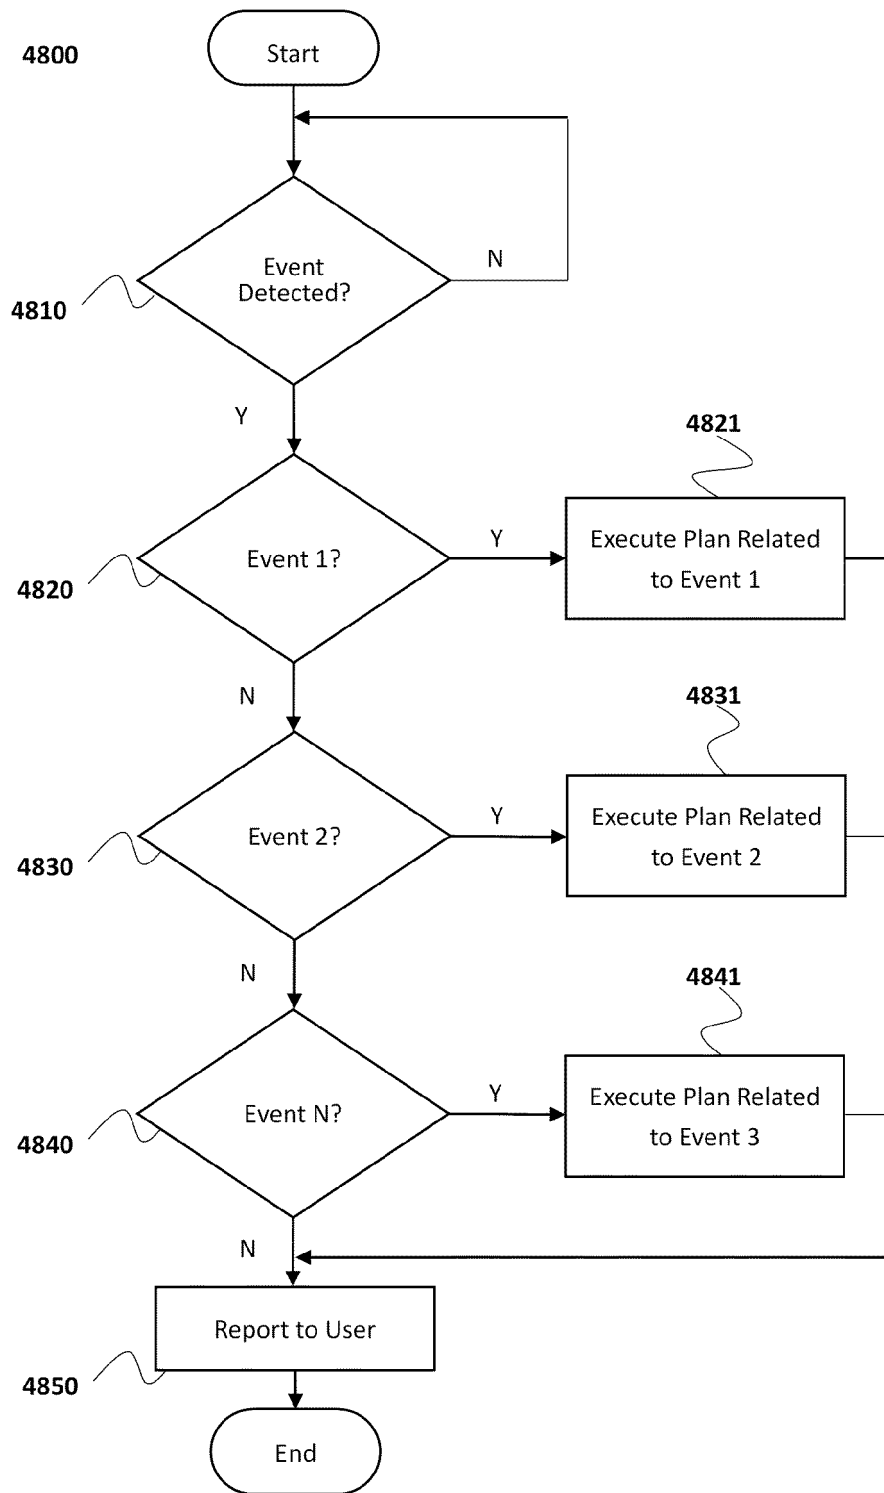 4800
Start
Event
Detected?
N
4810
Y
4821
Event 1?
Y
Execute Plan Related
to Event 1
4820
N
4831
Event 2?
Y
Execute Plan Related
to Event 2
4830
N
4841
Event N?
Y
Execute Plan Related
to Event 3
4840
N
Report to User
4850
End